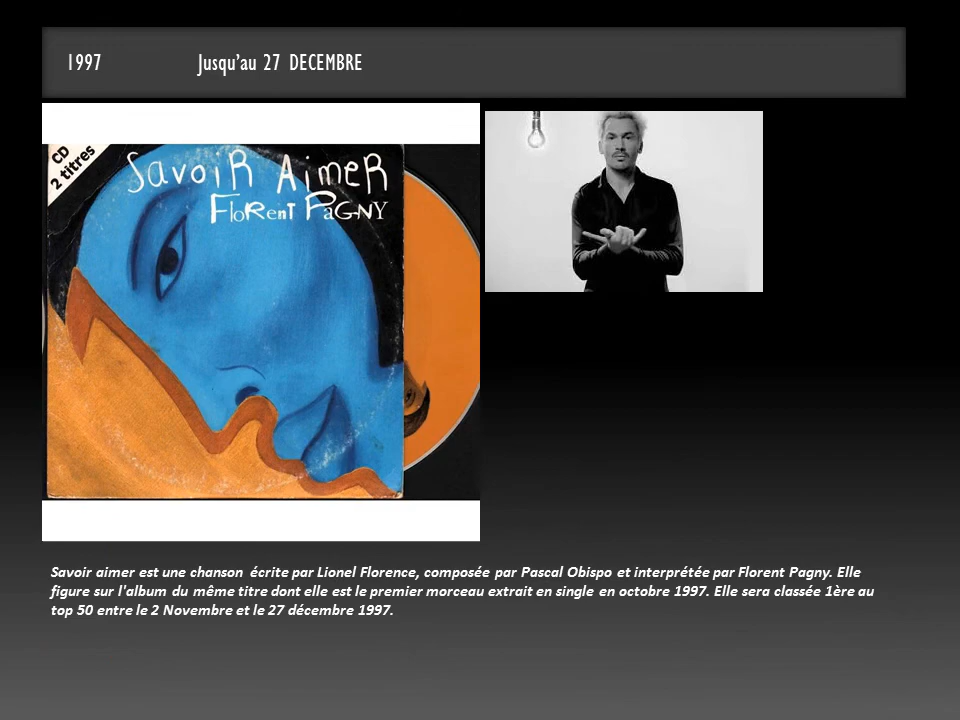 1997 Jusqu'au 27 DECEMBRE
CD
2 titres
SavoiR AimeR
FloRenT PaGNY
Savoir aimer est une chanson écrite par Lionel Florence, composée par Pascal Obispo et interprétée par Florent Pagny. Elle
figure sur l'album du même titre dont elle est le premier morceau extrait en single en octobre 1997. Elle sera classée 1ère au
top 50 entre le 2 Novembre et le 27 décembre 1997.